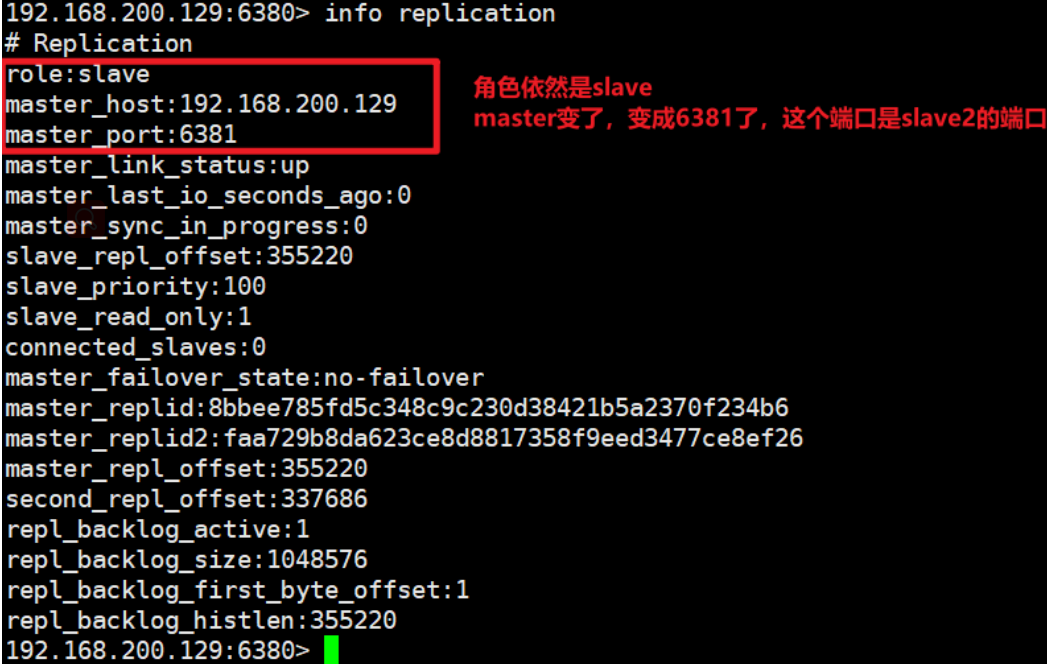 192.168.200.129:6380> info replication
# Replication
role:slave
角色依然是slave
master_host:192.168.200.129
master变了，变成6381了，这个端口是slave2的端口
master_port:6381
master_link_status:up
master_last_io_seconds_ago:0
master_sync_in_progress:0
slave_repl_offset:355220
slave_priority:100
slave_read_only:1
connected_slaves:0
master_failover_state:no-failover
master_replid:8bbee785fd5c348c9c230d38421b5a2370f234b6
master_replid2:faa729b8da623ce8d8817358f9eed3477ce8ef26
master_repl_offset:355220
second_repl_offset:337686
repl_backlog_active:1
repl_backlog_size:1048576
repl_backlog_first_byte_offset:1
repl_backlog_histlen:355220
192.168.200.129:6380>